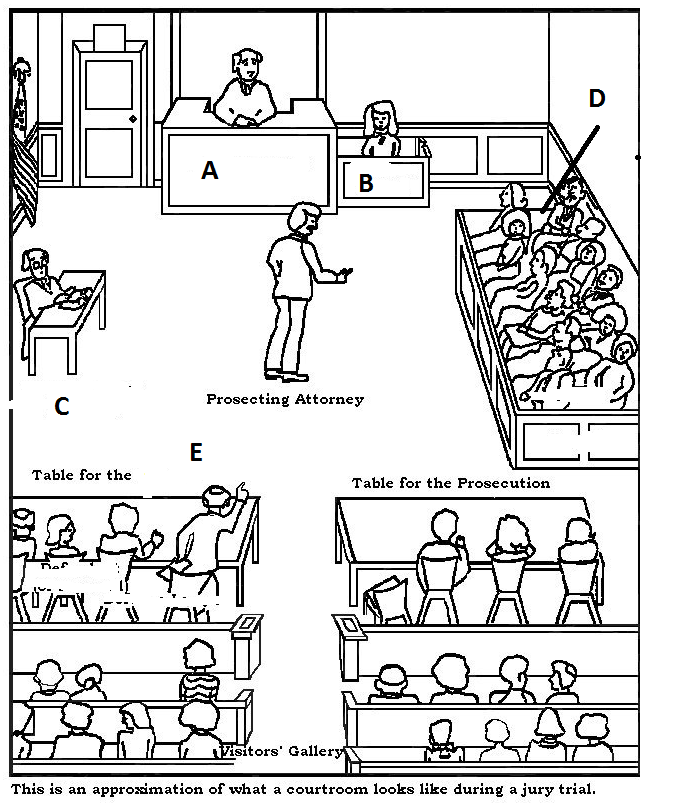 D
A
B
Prosecting Attorney
C
E
Table for the
Table for the Prosecution
Visitors' Gallery
This is an approximation of what a courtroom looks like during a jury trial.